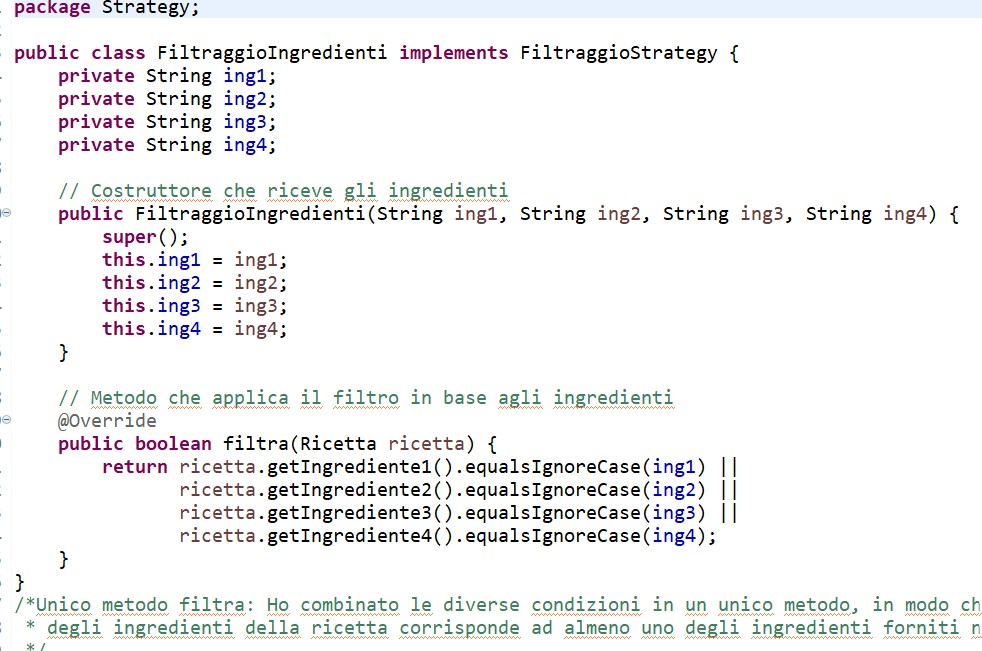 package Strategy;
public class FiltraggioIngredienti implements FiltraggioStrategy {
private String ing1;
private String ing2;
private String ing3;
private String ing4;
// Costruttore che riceve gli ingredienti
public FiltraggioIngredienti(String ing1, String ing2, String ing3, String ing4) {
super();
this.ing1 = ing1;
this.ing2 = ing2;
this.ing3 = ing3;
this.ing4 = ing4;
}
// Metodo che applica il filtro in base agli ingredienti
@Override
public boolean filtra(Ricetta ricetta) {
return ricetta.getIngrediente1().equalsIgnoreCase(ing1) ||
ricetta.getIngrediente2().equalsIgnoreCase(ing2) ||
ricetta.getIngrediente3().equalsIgnoreCase(ing3) ||
ricetta.getIngrediente4().equalsIgnoreCase(ing4);
}
}
/*Unico metodo filtra: Ho combinato le diverse condizioni in un unico metodo, in modo ch
* degli ingredienti della ricetta corrisponde ad almeno uno degli ingredienti forniti n
*/